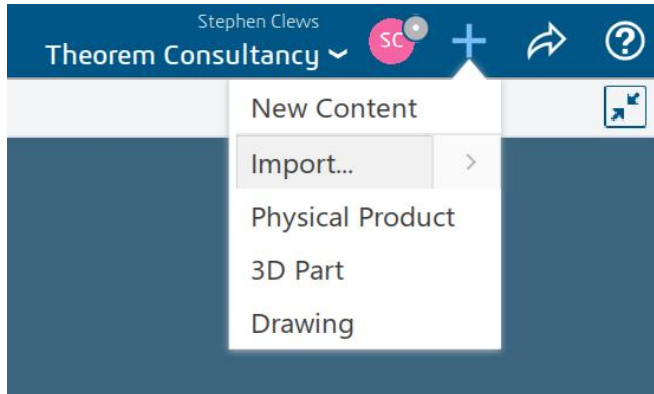 Stephen Clews
Theorem Consultancy
SC
?
New Content
Import...
Physical Product
3D Part
Drawing